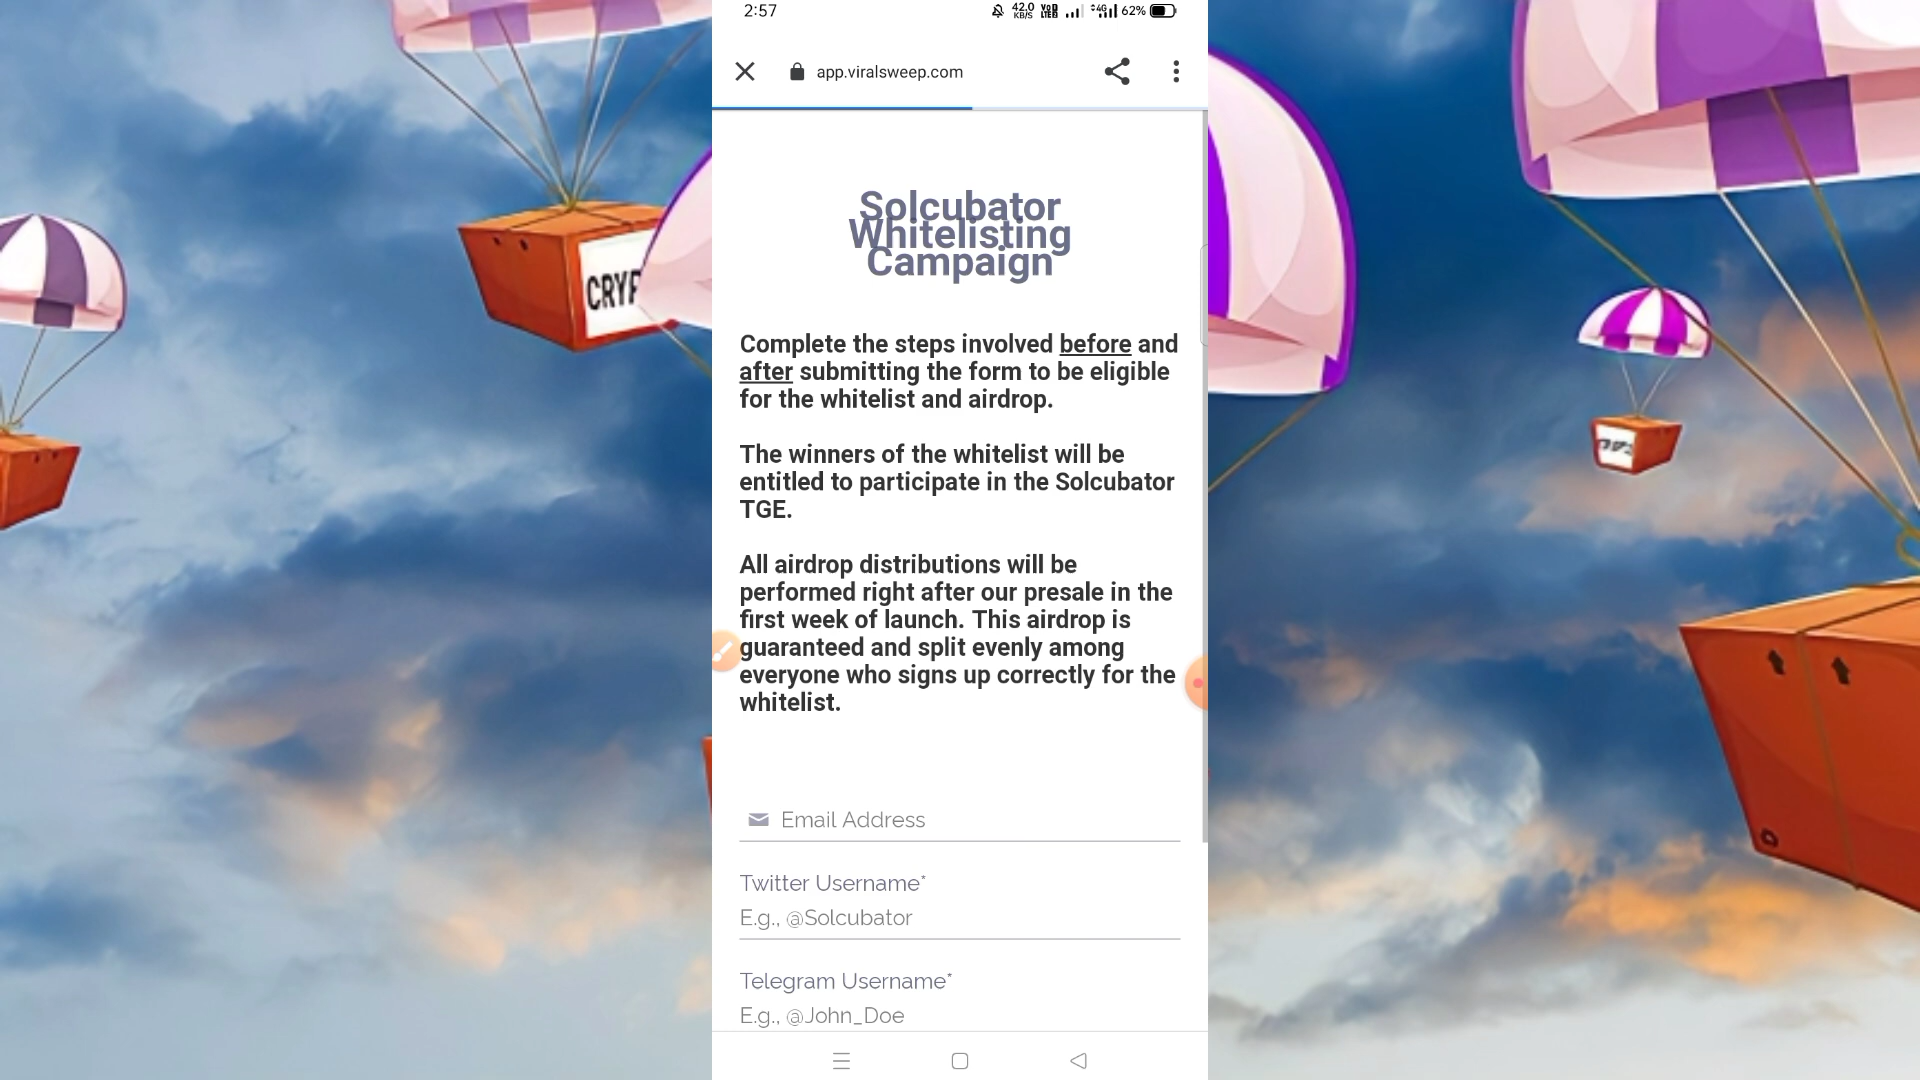 2:57
42.0
KB/S
4G
62%
app.viralsweep.com
Solcubator
Whitelisting
Campaign
Complete the steps involved before and
after submitting the form to be eligible
for the whitelist and airdrop.
The winners of the whitelist will be
entitled to participate in the Solcubator
TGE.
All airdrop distributions will be
performed right after our presale in the
first week of launch. This airdrop is
guaranteed and split evenly among
everyone who signs up correctly for the
whitelist.
Email Address
Twitter Username*
E.g., @Solcubator
Telegram Username*
E.g., @John_Doe